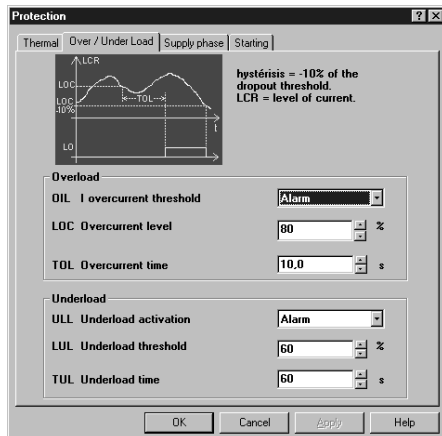 Protection
Thermal Over / Under Load Supply phase Starting
LCR
LOC
TOL
LOC
-10%
t
LO
hystérisis = -10% of the
dropout threshold.
LCR = level of current.
Overload
OIL I overcurrent threshold Alarm
LOC Overcurrent level 80 %
TOL Overcurrent time 10,0 s
Underload
ULL Underload activation Alarm
LUL Underload threshold 60 %
TUL Underload time 60 s
OK Cancel Apply Help